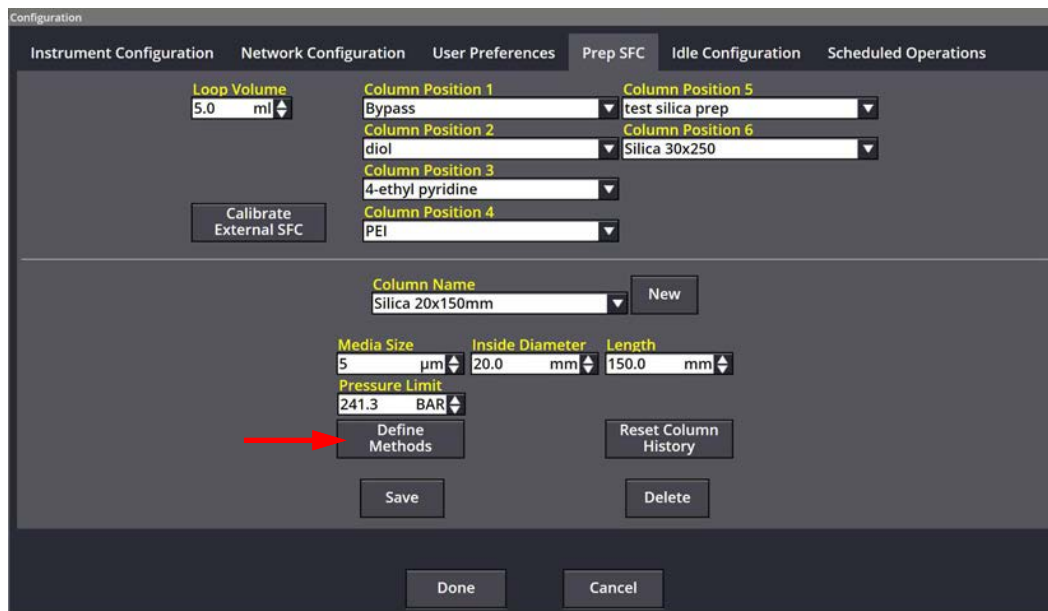 Configuration
Instrument Configuration Network Configuration User Preferences Prep SFC Idle Configuration Scheduled Operations
Loop Volume
5.0 ml
Column Position 1
Bypass
Column Position 2
diol
Column Position 3
4-ethyl pyridine
Column Position 4
PEI
Column Position 5
test silica prep
Column Position 6
Silica 30x250
Calibrate
External SFC
Column Name
Silica 20x150mm
New
Media Size
5 µm
Inside Diameter
20.0 mm
Length
150.0 mm
Pressure Limit
241.3 BAR
Define
Methods
Reset Column
History
Save
Delete
Done
Cancel